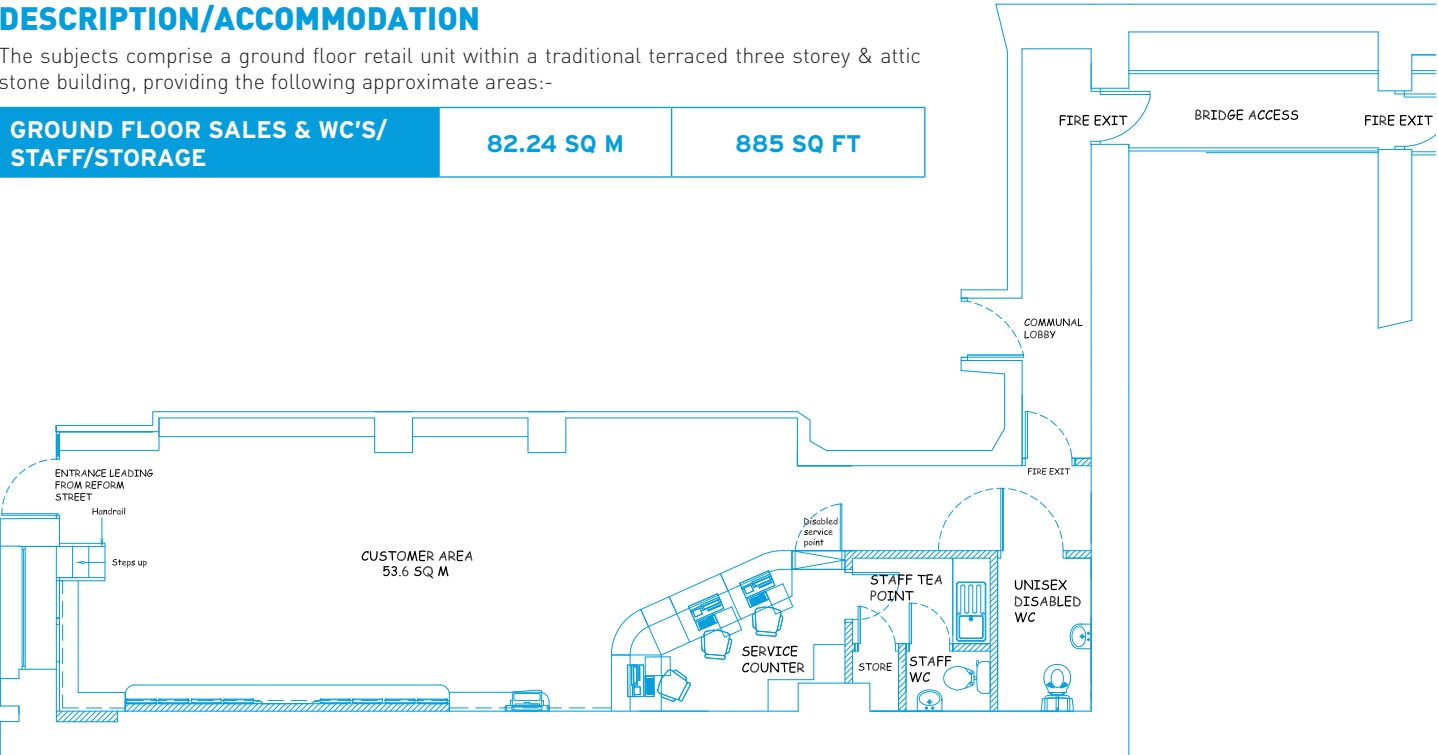 DESCRIPTION/ACCOMMODATION
The subjects comprise a ground floor retail unit within a traditional terraced three storey & attic
stone building, providing the following approximate areas:-
GROUND FLOOR SALES & WC'S/
STAFF/STORAGE
82.24 SQ M
885 SQ FT
FIRE EXIT
BRIDGE ACCESS
FIRE EXIT
COMMUNAL
LOBBY
ENTRANCE LEADING
FROM REFORM
STREET
Handrail
Steps up
FIRE EXIT
Disabled
service
point
CUSTOMER AREA
53.6 SQ M
STAFF TEA
POINT
UNISEX
DISABLED
WC
SERVICE
COUNTER
STORE
STAFF
WC